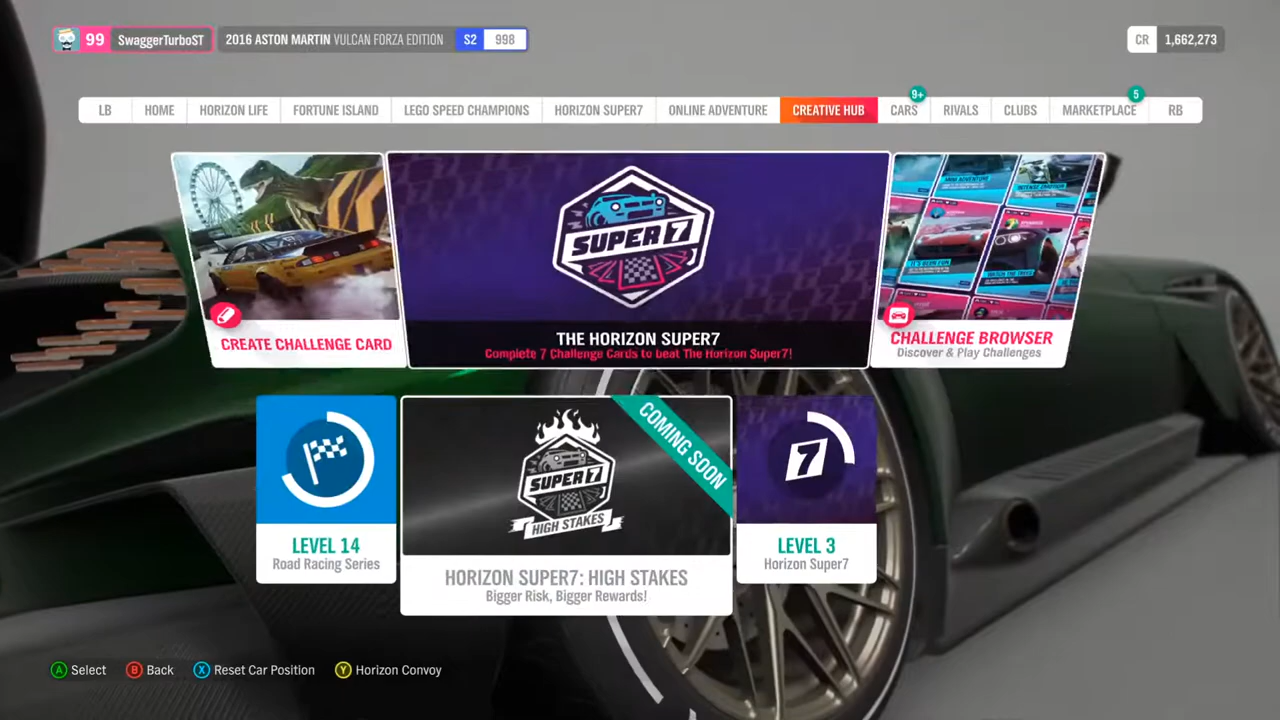 99 SwaggerTurboST 2016 ASTON MARTIN VULCAN FORZA EDITION S2 998 CR 1,662,273
9+ 5
LB HOME HORIZON LIFE FORTUNE ISLAND LEGO SPEED CHAMPIONS HORIZON SUPER7 ONLINE ADVENTURE CREATIVE HUB CARS RIVALS CLUBS MARKETPLACE RB
SUPER7
CREATE CHALLENGE CARD
THE HORIZON SUPER7
Complete 7 Challenge Cards to beat The Horizon Super7!
CHALLENGE BROWSER
Discover & Play Challenges
COMING SOON
SUPER7
HIGH STAKES
7
LEVEL 14
Road Racing Series
HORIZON SUPER7: HIGH STAKES
Bigger Risk, Bigger Rewards!
LEVEL 3
Horizon Super7
A Select B Back X Reset Car Position Y Horizon Convoy